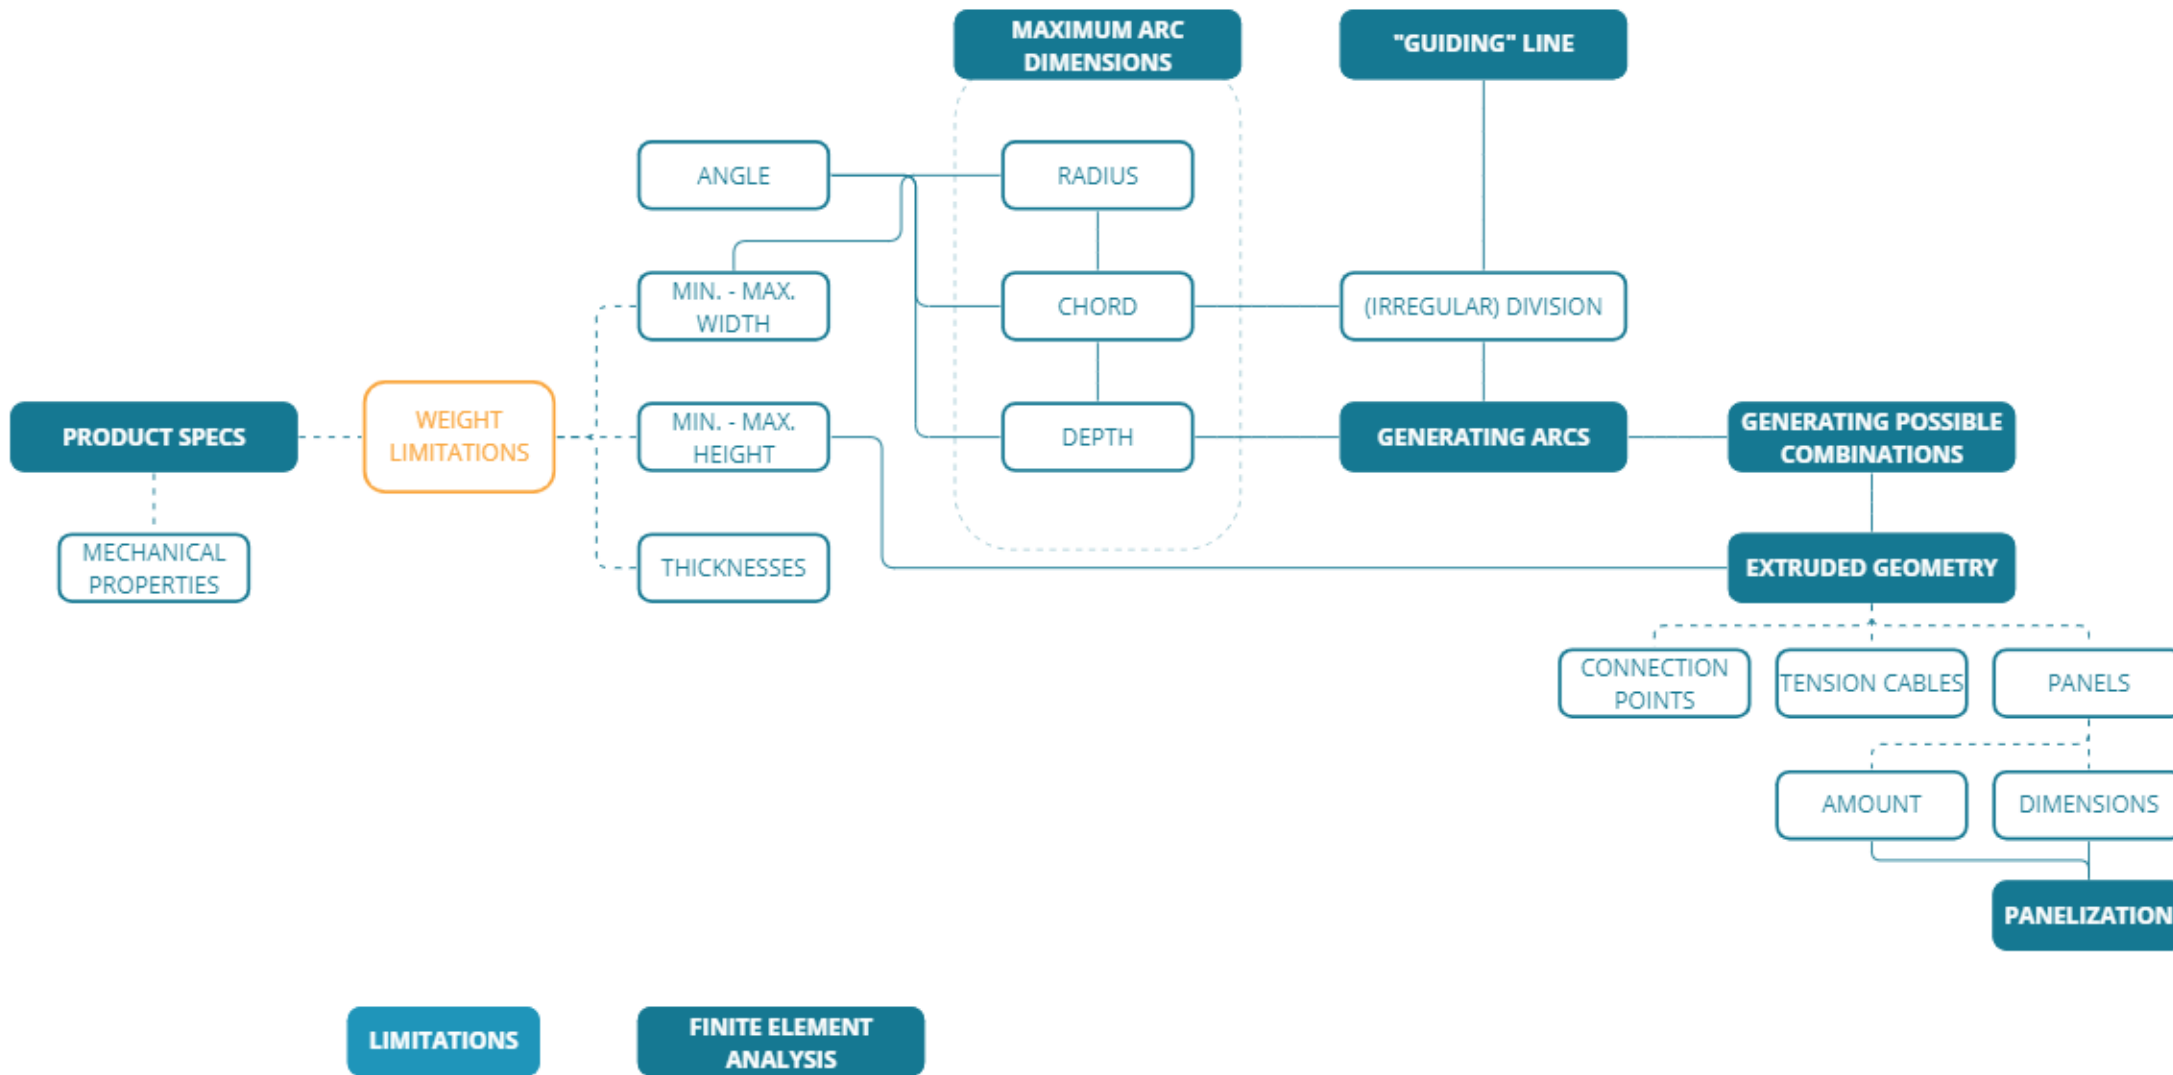 MAXIMUM ARC
DIMENSIONS
"GUIDING" LINE
ANGLE
RADIUS
MIN. - MAX.
WIDTH
CHORD
(IRREGULAR) DIVISION
PRODUCT SPECS
WEIGHT
LIMITATIONS
MIN. - MAX.
HEIGHT
DEPTH
GENERATING ARCS
GENERATING POSSIBLE
COMBINATIONS
MECHANICAL
PROPERTIES
THICKNESSES
EXTRUDED GEOMETRY
CONNECTION
POINTS
TENSION CABLES
PANELS
AMOUNT
DIMENSIONS
PANELIZATION
LIMITATIONS
FINITE ELEMENT
ANALYSIS